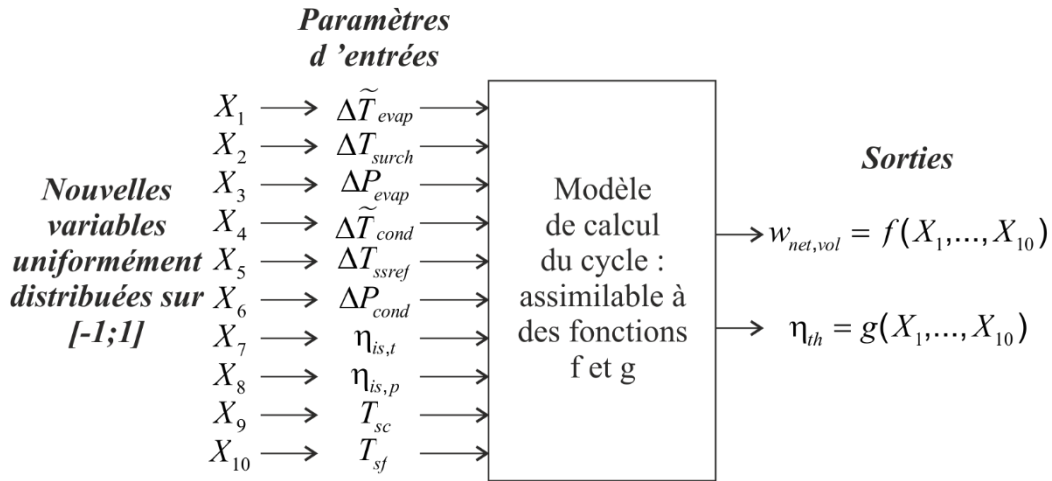 Paramètres
d ’entrées
Nouvelles
variables
uniformément
distribuées sur
[-1;1]
X₁ → ΔT̃evap →
X₂ → ΔTsurch →
X₃ → ΔPevap →
X₄ → ΔT̃cond →
X₅ → ΔTssref →
X₆ → ΔPcond →
X₇ → ηis,t →
X₈ → ηis,p →
X₉ → Tsc →
X₁₀ → Tsf →
Modèle
de calcul
du cycle :
assimilable à
des fonctions
f et g
Sorties
wnet,vol = f(X₁,..., X₁₀)
ηth = g(X₁,..., X₁₀)